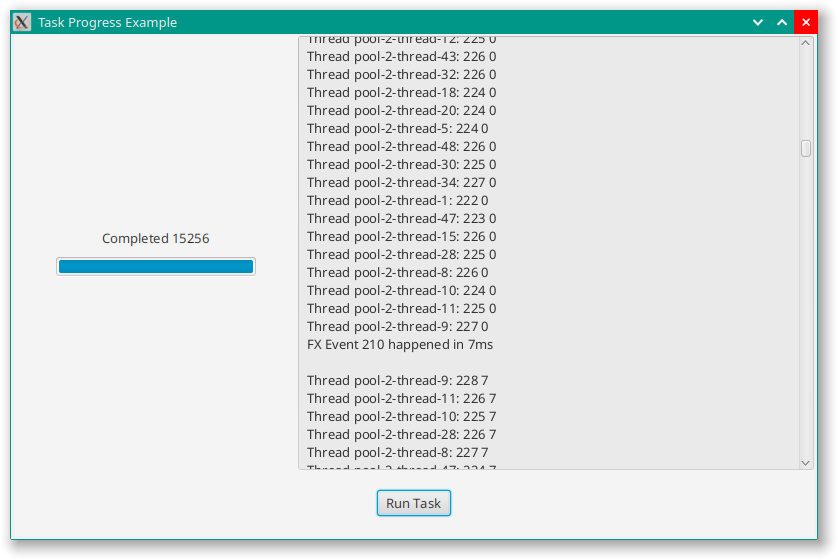 Task Progress Example
Thread pool-2-thread-12: 225 0
Thread pool-2-thread-43: 226 0
Thread pool-2-thread-32: 226 0
Thread pool-2-thread-18: 224 0
Thread pool-2-thread-20: 224 0
Thread pool-2-thread-5: 224 0
Thread pool-2-thread-48: 226 0
Thread pool-2-thread-30: 225 0
Thread pool-2-thread-34: 227 0
Thread pool-2-thread-1: 222 0
Thread pool-2-thread-47: 223 0
Thread pool-2-thread-15: 226 0
Thread pool-2-thread-28: 225 0
Thread pool-2-thread-8: 226 0
Thread pool-2-thread-10: 224 0
Thread pool-2-thread-11: 225 0
Thread pool-2-thread-9: 227 0
FX Event 210 happened in 7ms
Thread pool-2-thread-9: 228 7
Thread pool-2-thread-11: 226 7
Thread pool-2-thread-10: 225 7
Thread pool-2-thread-28: 226 7
Thread pool-2-thread-8: 227 7
Thread pool-2-thread-47: 224 7
Completed 15256
Run Task